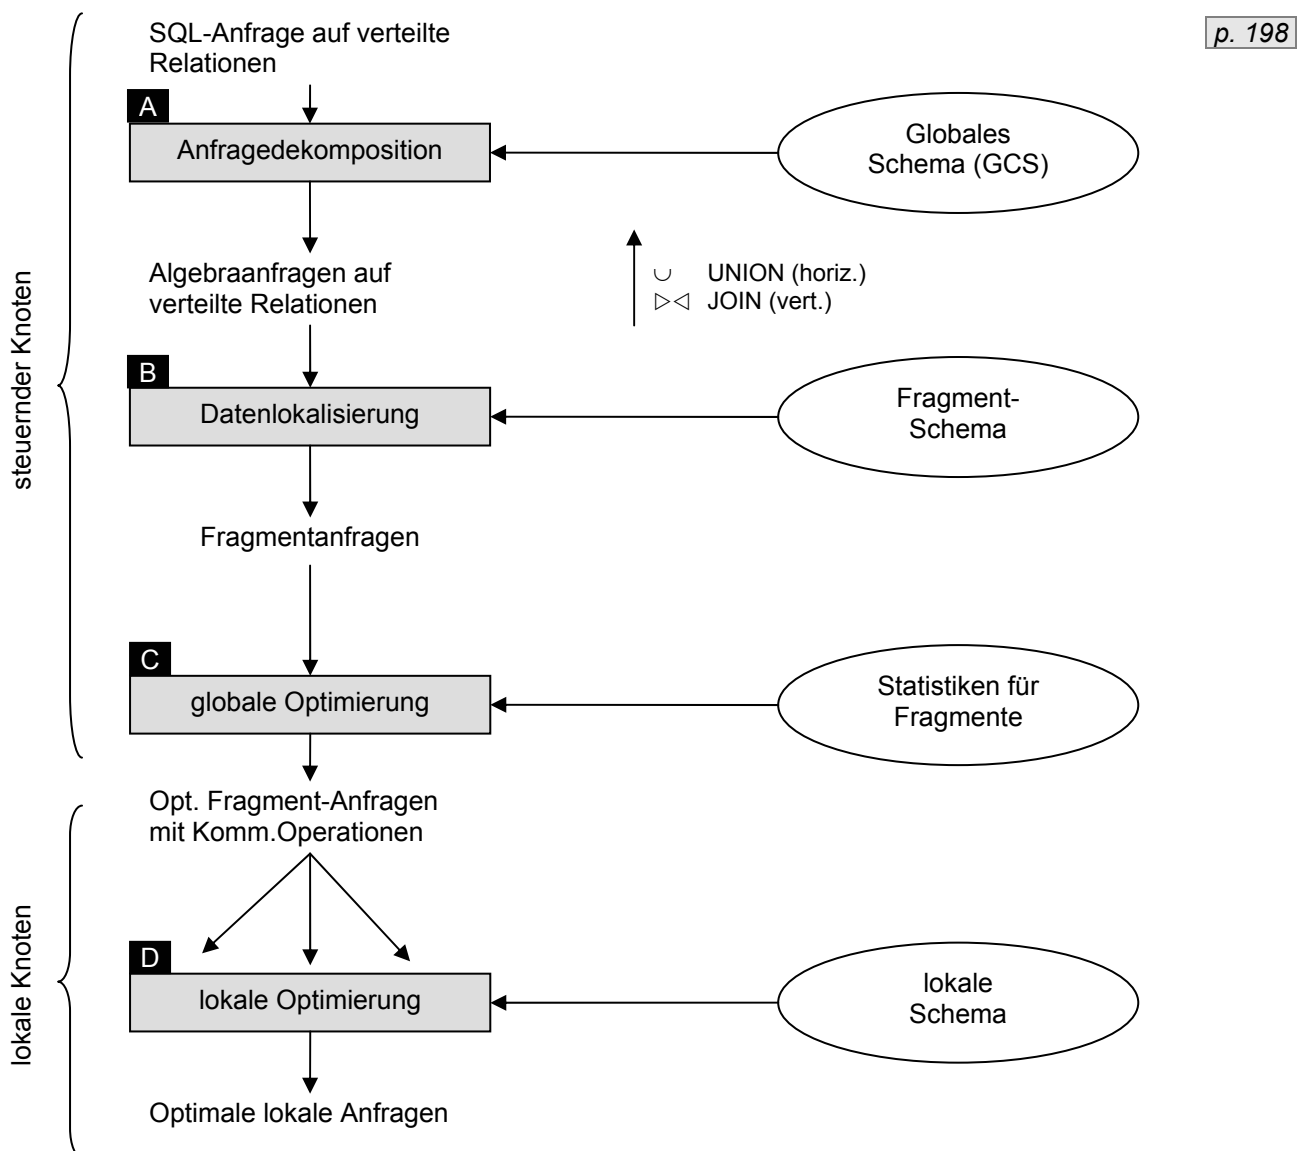 SQL-Anfrage auf verteilte
Relationen
p. 198
A
Anfragedekomposition
Globales
Schema (GCS)
Algebraanfragen auf
verteilte Relationen
∪ UNION (horiz.)
▷◁ JOIN (vert.)
steuernder Knoten
B
Datenlokalisierung
Fragment-
Schema
Fragmentanfragen
C
globale Optimierung
Statistiken für
Fragmente
Opt. Fragment-Anfragen
mit Komm.Operationen
lokale Knoten
D
lokale Optimierung
lokale
Schema
Optimale lokale Anfragen